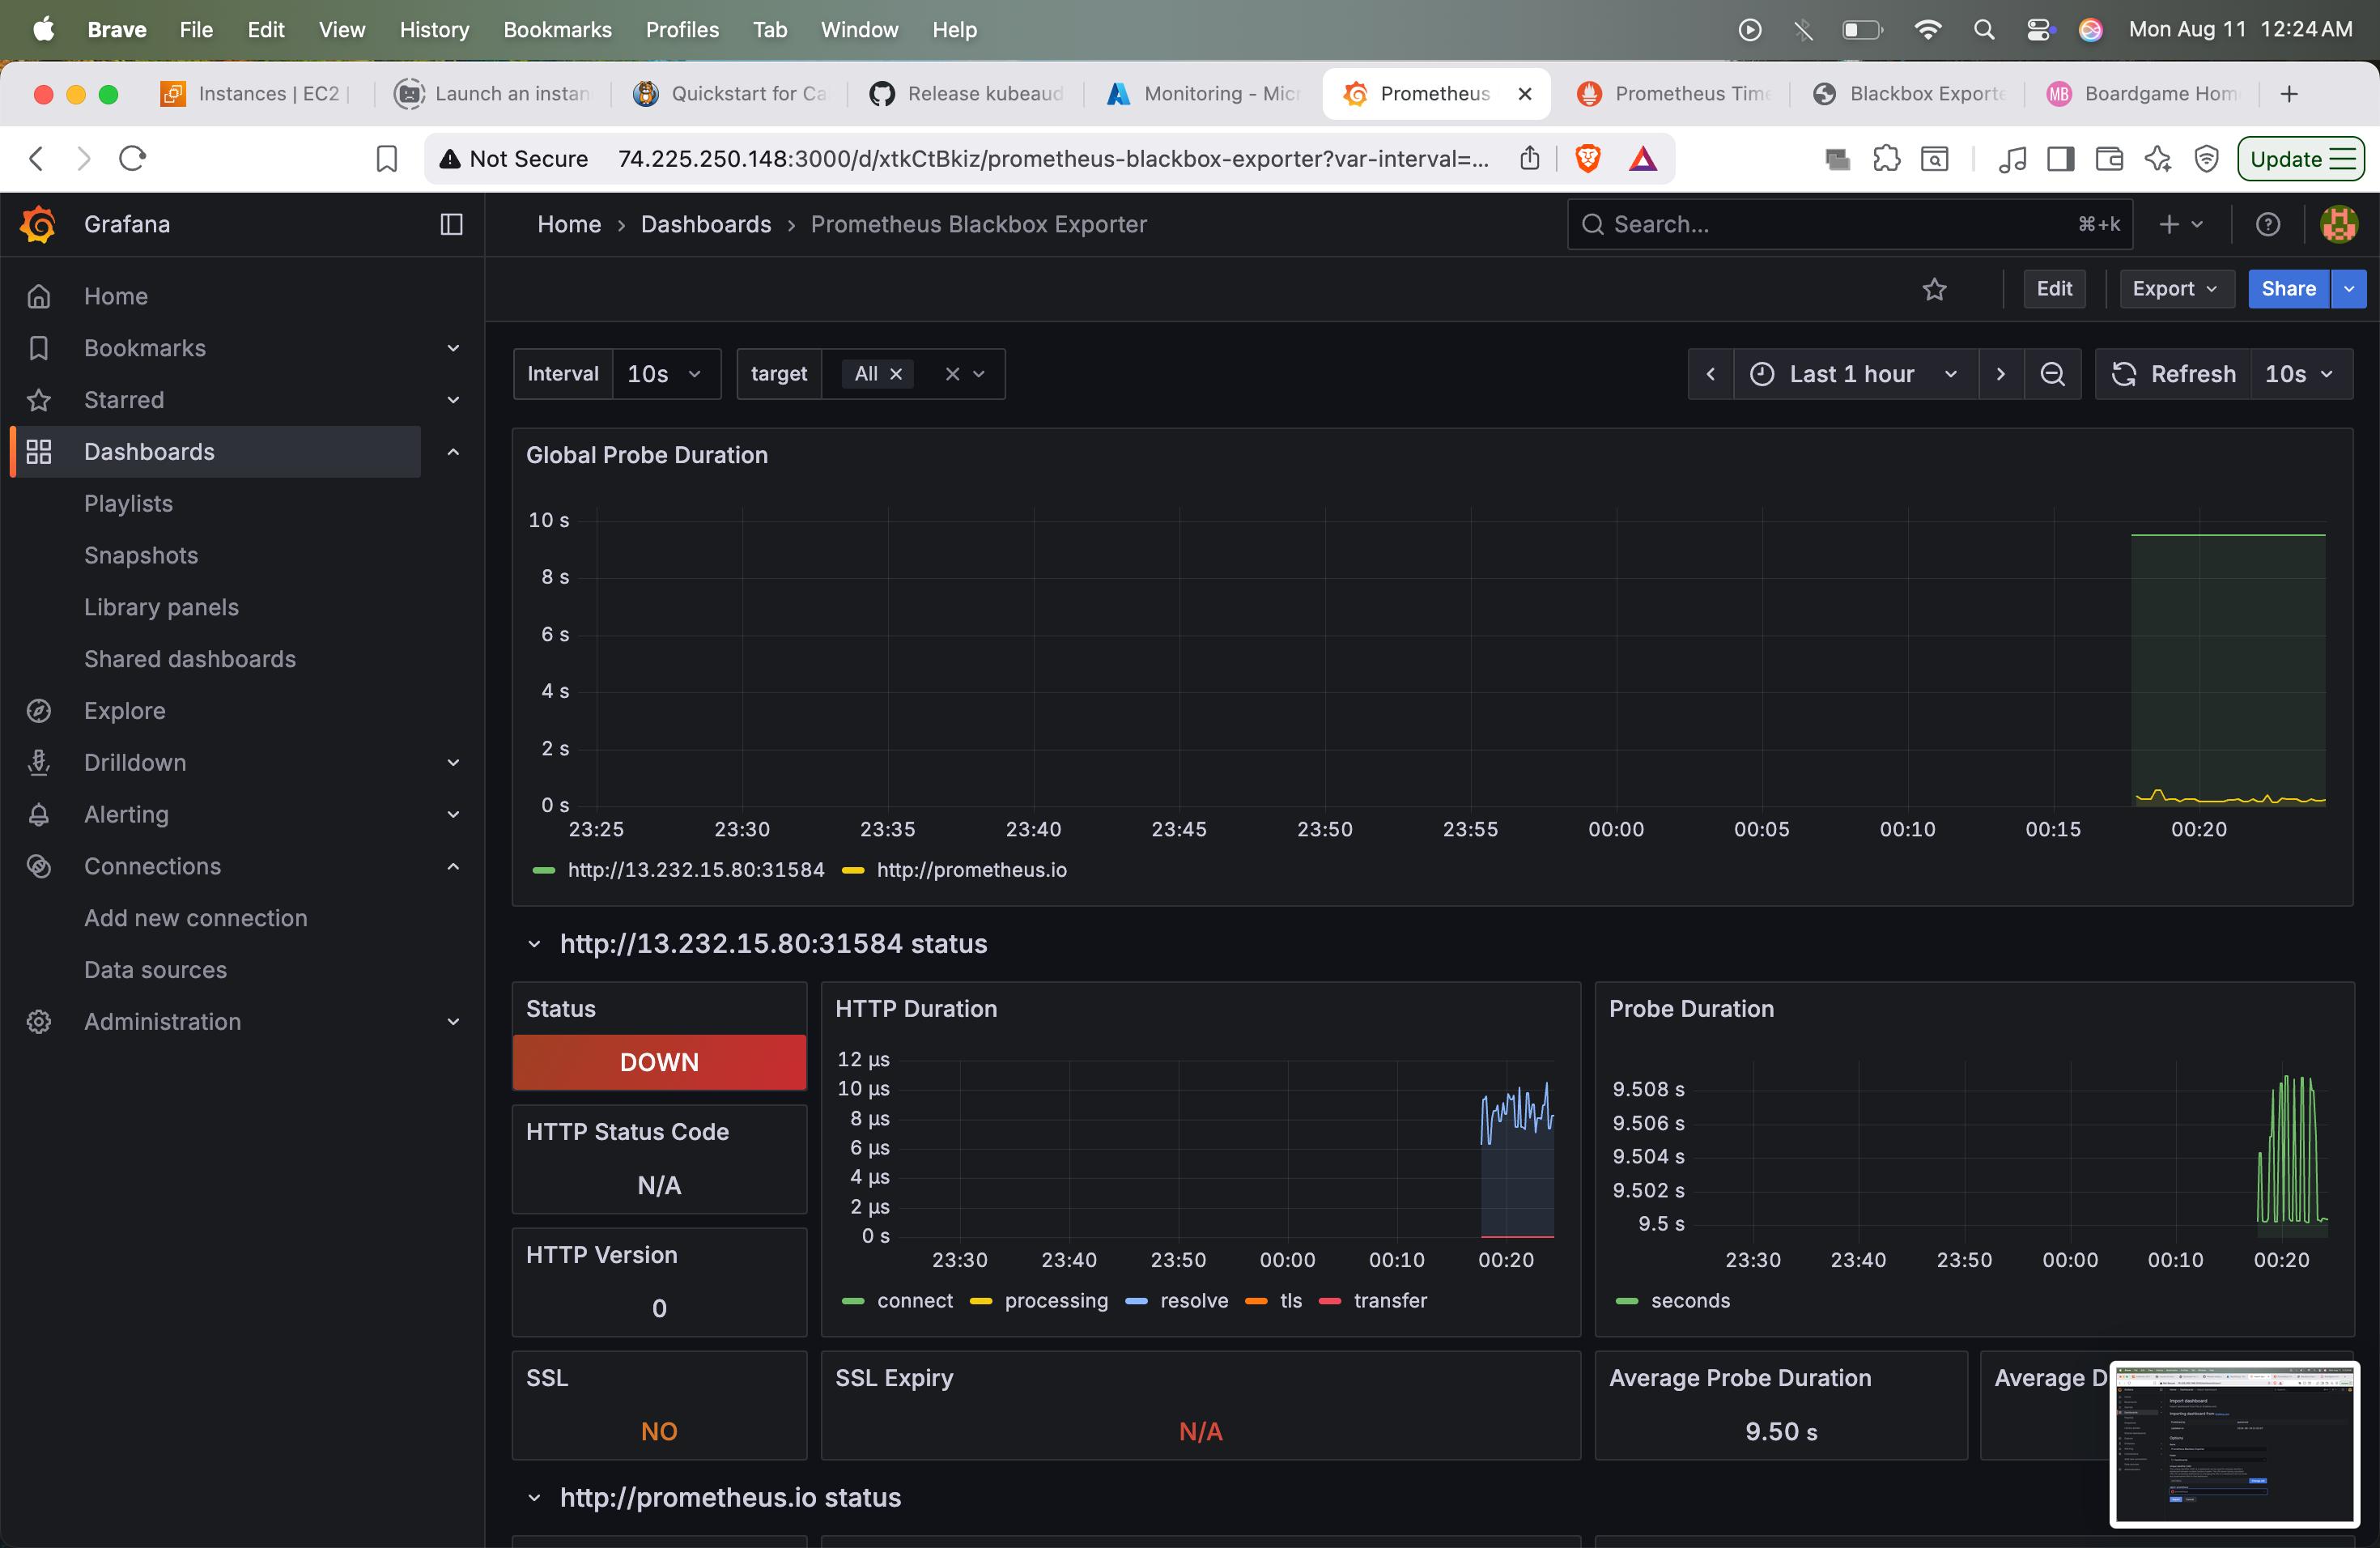 Brave File Edit View History Bookmarks Profiles Tab Window Help Mon Aug 11 12:24 AM
Instances | EC2 | Launch an instan Quickstart for Ca Release kubeaud Monitoring - Micr Prometheus Prometheus Time Blackbox Exporte MB Boardgame Hom
Not Secure 74.225.250.148:3000/d/xtkCtBkiz/prometheus-blackbox-exporter?var-interval=... Update
Grafana
Home › Dashboards › Prometheus Blackbox Exporter
Search... ⌘+k
Edit Export Share
Home
Bookmarks
Starred
Dashboards
Playlists
Snapshots
Library panels
Shared dashboards
Explore
Drilldown
Alerting
Connections
Add new connection
Data sources
Administration
Interval 10s target All Last 1 hour Refresh 10s
Global Probe Duration
10 s
8 s
6 s
4 s
2 s
0 s
23:25 23:30 23:35 23:40 23:45 23:50 23:55 00:00 00:05 00:10 00:15 00:20
http://13.232.15.80:31584 http://prometheus.io
http://13.232.15.80:31584 status
Status
DOWN
HTTP Status Code
N/A
HTTP Version
0
HTTP Duration
12 µs
10 µs
8 µs
6 µs
4 µs
2 µs
0 s
23:30 23:40 23:50 00:00 00:10 00:20
connect processing resolve tls transfer
Probe Duration
9.508 s
9.506 s
9.504 s
9.502 s
9.5 s
23:30 23:40 23:50 00:00 00:10 00:20
seconds
SSL
NO
SSL Expiry
N/A
Average Probe Duration
9.50 s
Average D
http://prometheus.io status